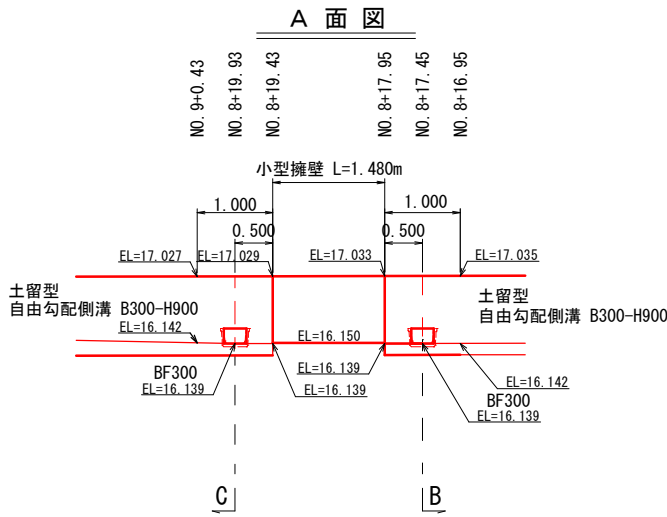 A 面 図
NO.9+0.43
NO.8+19.93
NO.8+19.43
NO.8+17.95
NO.8+17.45
NO.8+16.95
小型擁壁 L=1.480m
1.000
1.000
0.500
0.500
EL=17.027
EL=17.029
EL=17.033
EL=17.035
土留型
自由勾配側溝 B300-H900
土留型
自由勾配側溝 B300-H900
EL=16.142
EL=16.150
BF300
EL=16.139
EL=16.139
EL=16.139
EL=16.142
BF300
EL=16.139
C
B